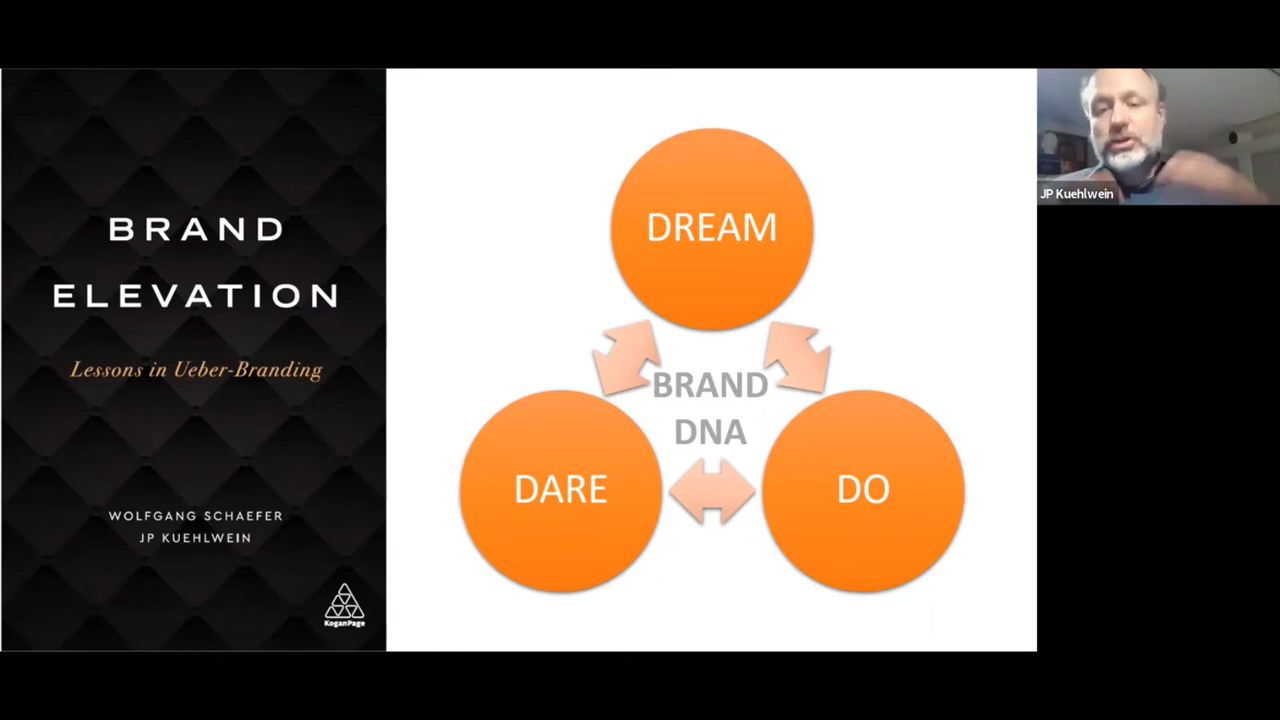 BRAND
ELEVATION
Lessons in Ueber-Branding
WOLFGANG SCHAEFER
JP KUEHLWEIN
KoganPage
DREAM
BRAND
DNA
DARE
DO
JP Kuehlwein